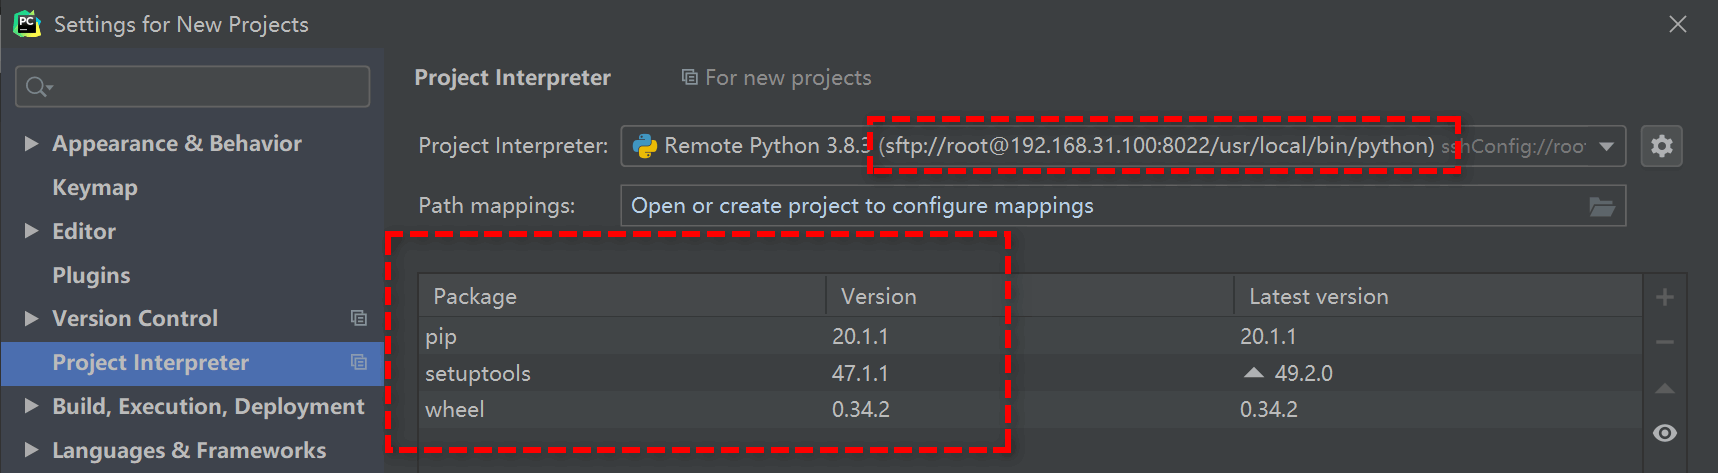 PC Settings for New Projects
Project Interpreter For new projects
Appearance & Behavior
Keymap
Editor
Plugins
Version Control
Project Interpreter
Build, Execution, Deployment
Languages & Frameworks
Project Interpreter: Remote Python 3.8.3 (sftp://root@192.168.31.100:8022/usr/local/bin/python) sshConfig://roo
Path mappings: Open or create project to configure mappings
Package Version Latest version
pip 20.1.1 20.1.1
setuptools 47.1.1 49.2.0
wheel 0.34.2 0.34.2